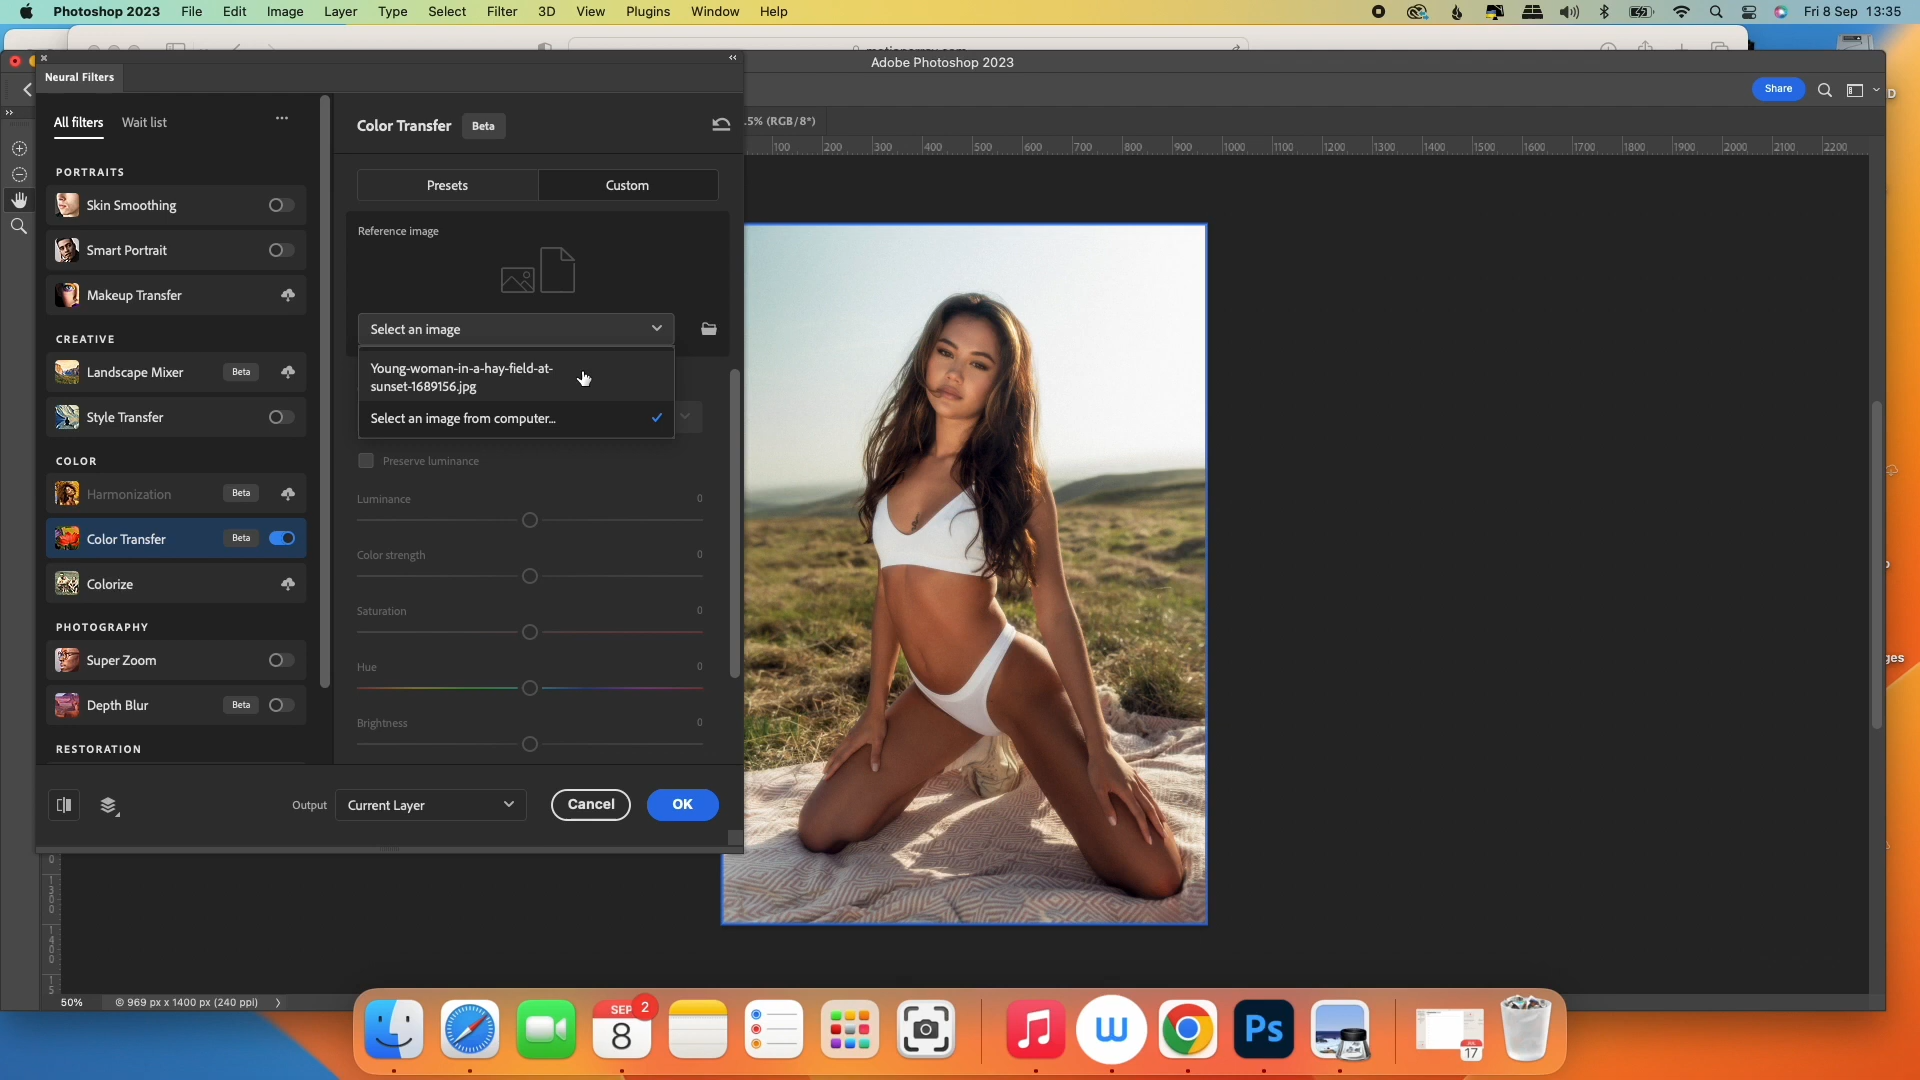 Photoshop 2023 File Edit Image Layer Type Select Filter 3D View Plugins Window Help Fri 8 Sep 13:35
Adobe Photoshop 2023
Neural Filters
Share
All filters Wait list
Color Transfer Beta
.5% (RGB/8*)
100 200 300 400 500 600 700 800 900 1000 1100 1200 1300 1400 1500 1600 1700 1800 1900 2000 2100 2200
PORTRAITS
Presets Custom
Skin Smoothing
Reference image
Smart Portrait
Makeup Transfer
Select an image
CREATIVE
Landscape Mixer Beta
Young-woman-in-a-hay-field-at-
sunset-1689156.jpg
Style Transfer
Select an image from computer...
COLOR
Preserve luminance
Harmonization Beta
Luminance 0
Color Transfer Beta
Color strength 0
Colorize
Saturation 0
PHOTOGRAPHY
Super Zoom
Hue 0
Depth Blur Beta
Brightness 0
RESTORATION
Output Current Layer Cancel OK
50% © 969 px x 1400 px (240 ppi)
SEP 2
8
Ps
17